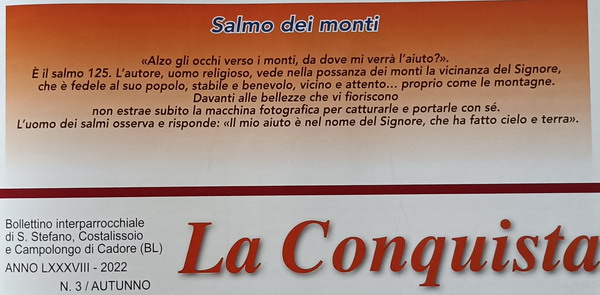 Salmo dei monti
«Alzo gli occhi verso i monti, da dove mi verrà l'aiuto?».
È il salmo 125. L'autore, uomo religioso, vede nella possanza dei monti la vicinanza del Signore,
che è fedele al suo popolo, stabile e benevolo, vicino e attento... proprio come le montagne.
Davanti alle bellezze che vi fioriscono
non estrae subito la macchina fotografica per catturarle e portarle con sé.
L'uomo dei salmi osserva e risponde: «Il mio aiuto è nel nome del Signore, che ha fatto cielo e terra».
Bollettino interparrocchiale
di S. Stefano, Costalissoio
e Campolongo di Cadore (BL)
ANNO LXXXVIII - 2022
N. 3 / AUTUNNO
La Conquista